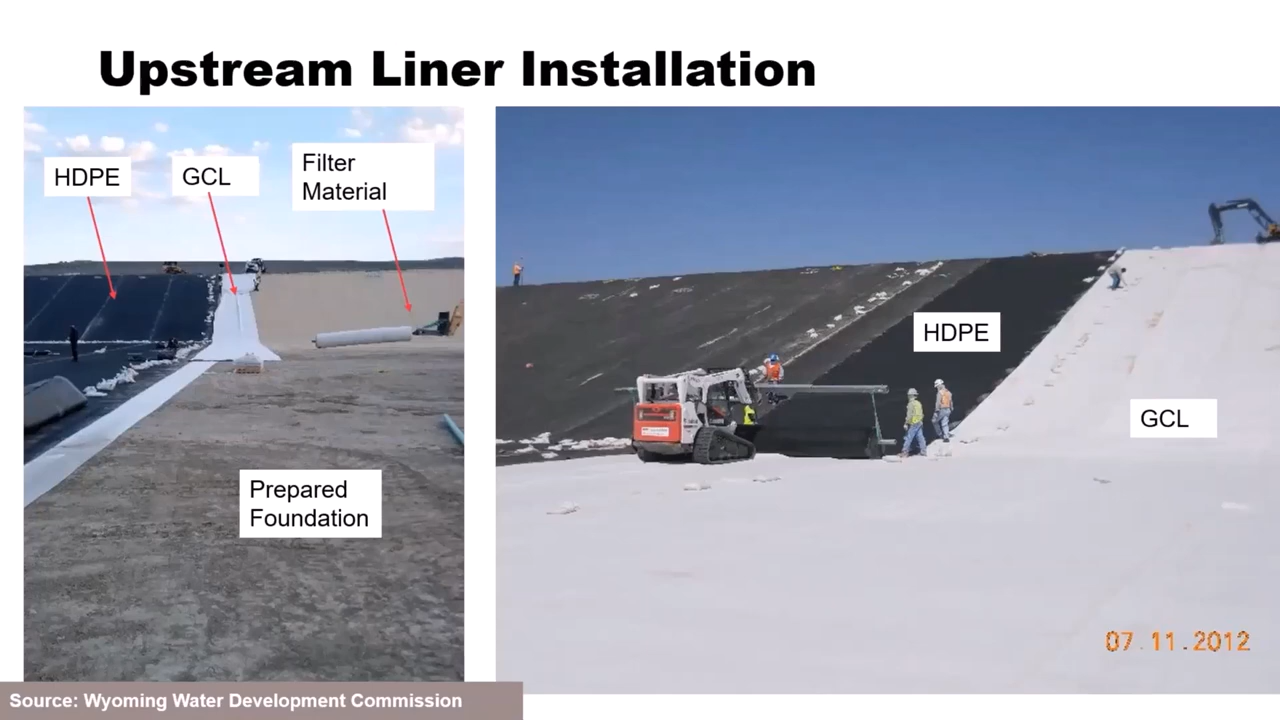 Upstream Liner Installation
HDPE
GCL
Filter
Material
Prepared
Foundation
HDPE
GCL
07.11.2012
Source: Wyoming Water Development Commission